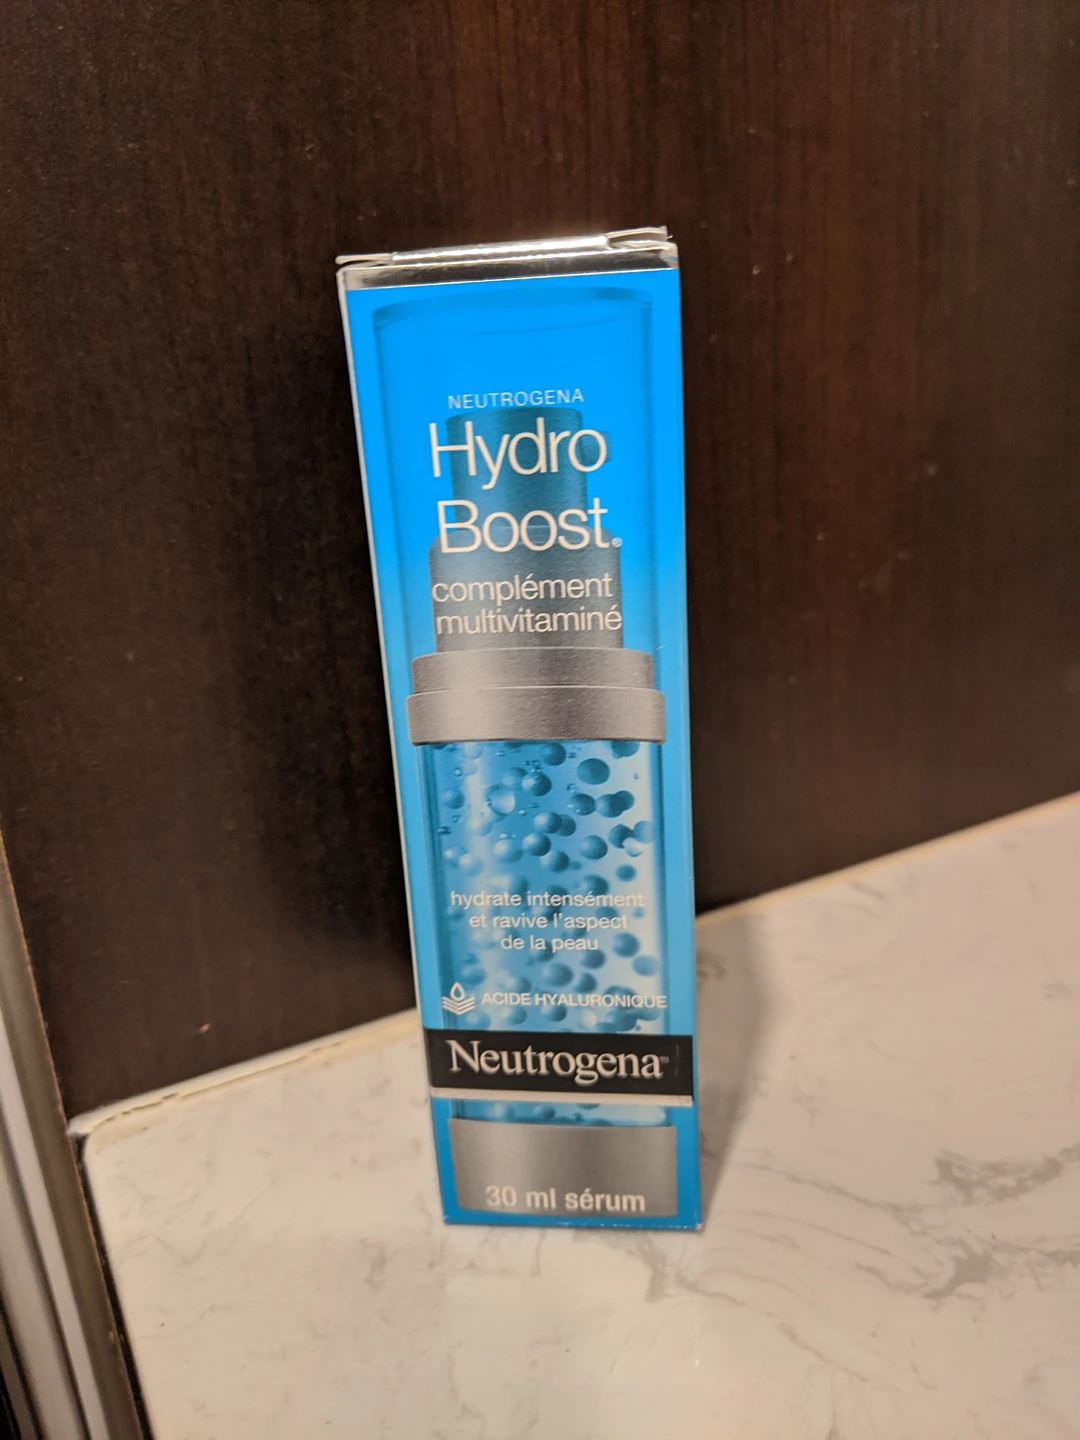 NEUTROGENA
Hydro
Boost®
complément
multivitaminé
hydrate intensément
et ravive l'aspect
de la peau
ACIDE HYALURONIQUE
Neutrogena®
30 ml sérum